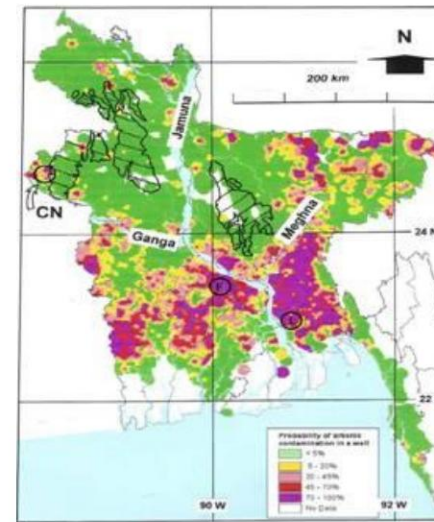 N
200 km
Jamuna
CN
Ganga
Meghna
24 N
F
L
22
Probability of arsenic
contamination in a well
< 5%
5 - 20%
20 - 45%
45 - 70%
70 - 100%
No Data
90 W
92 W